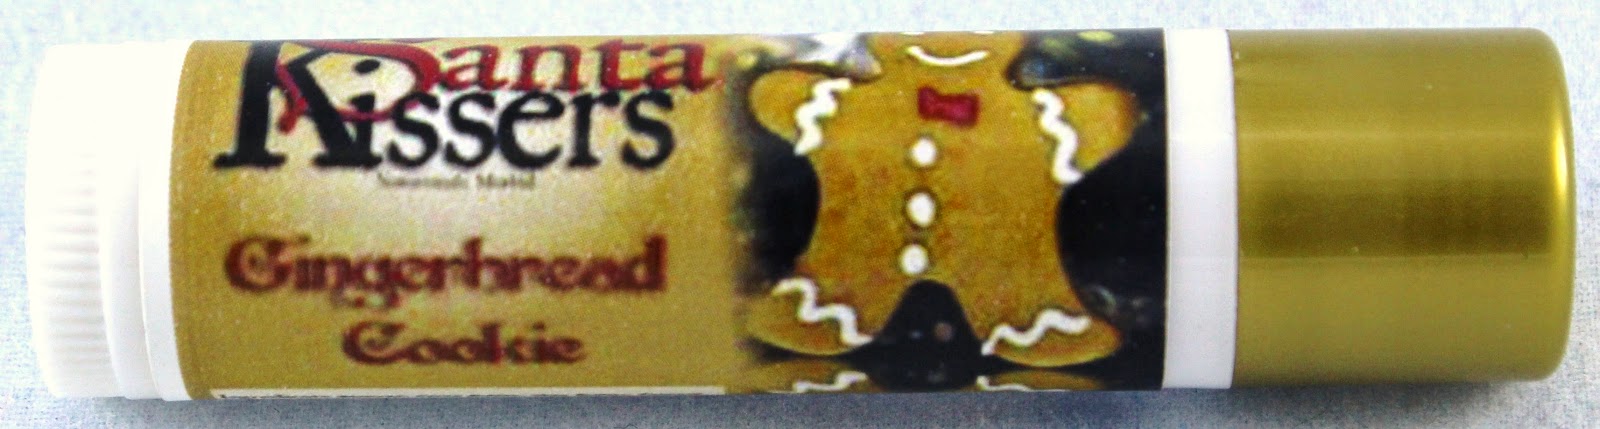 Santa
Kissers
Gingerbread
Cookie